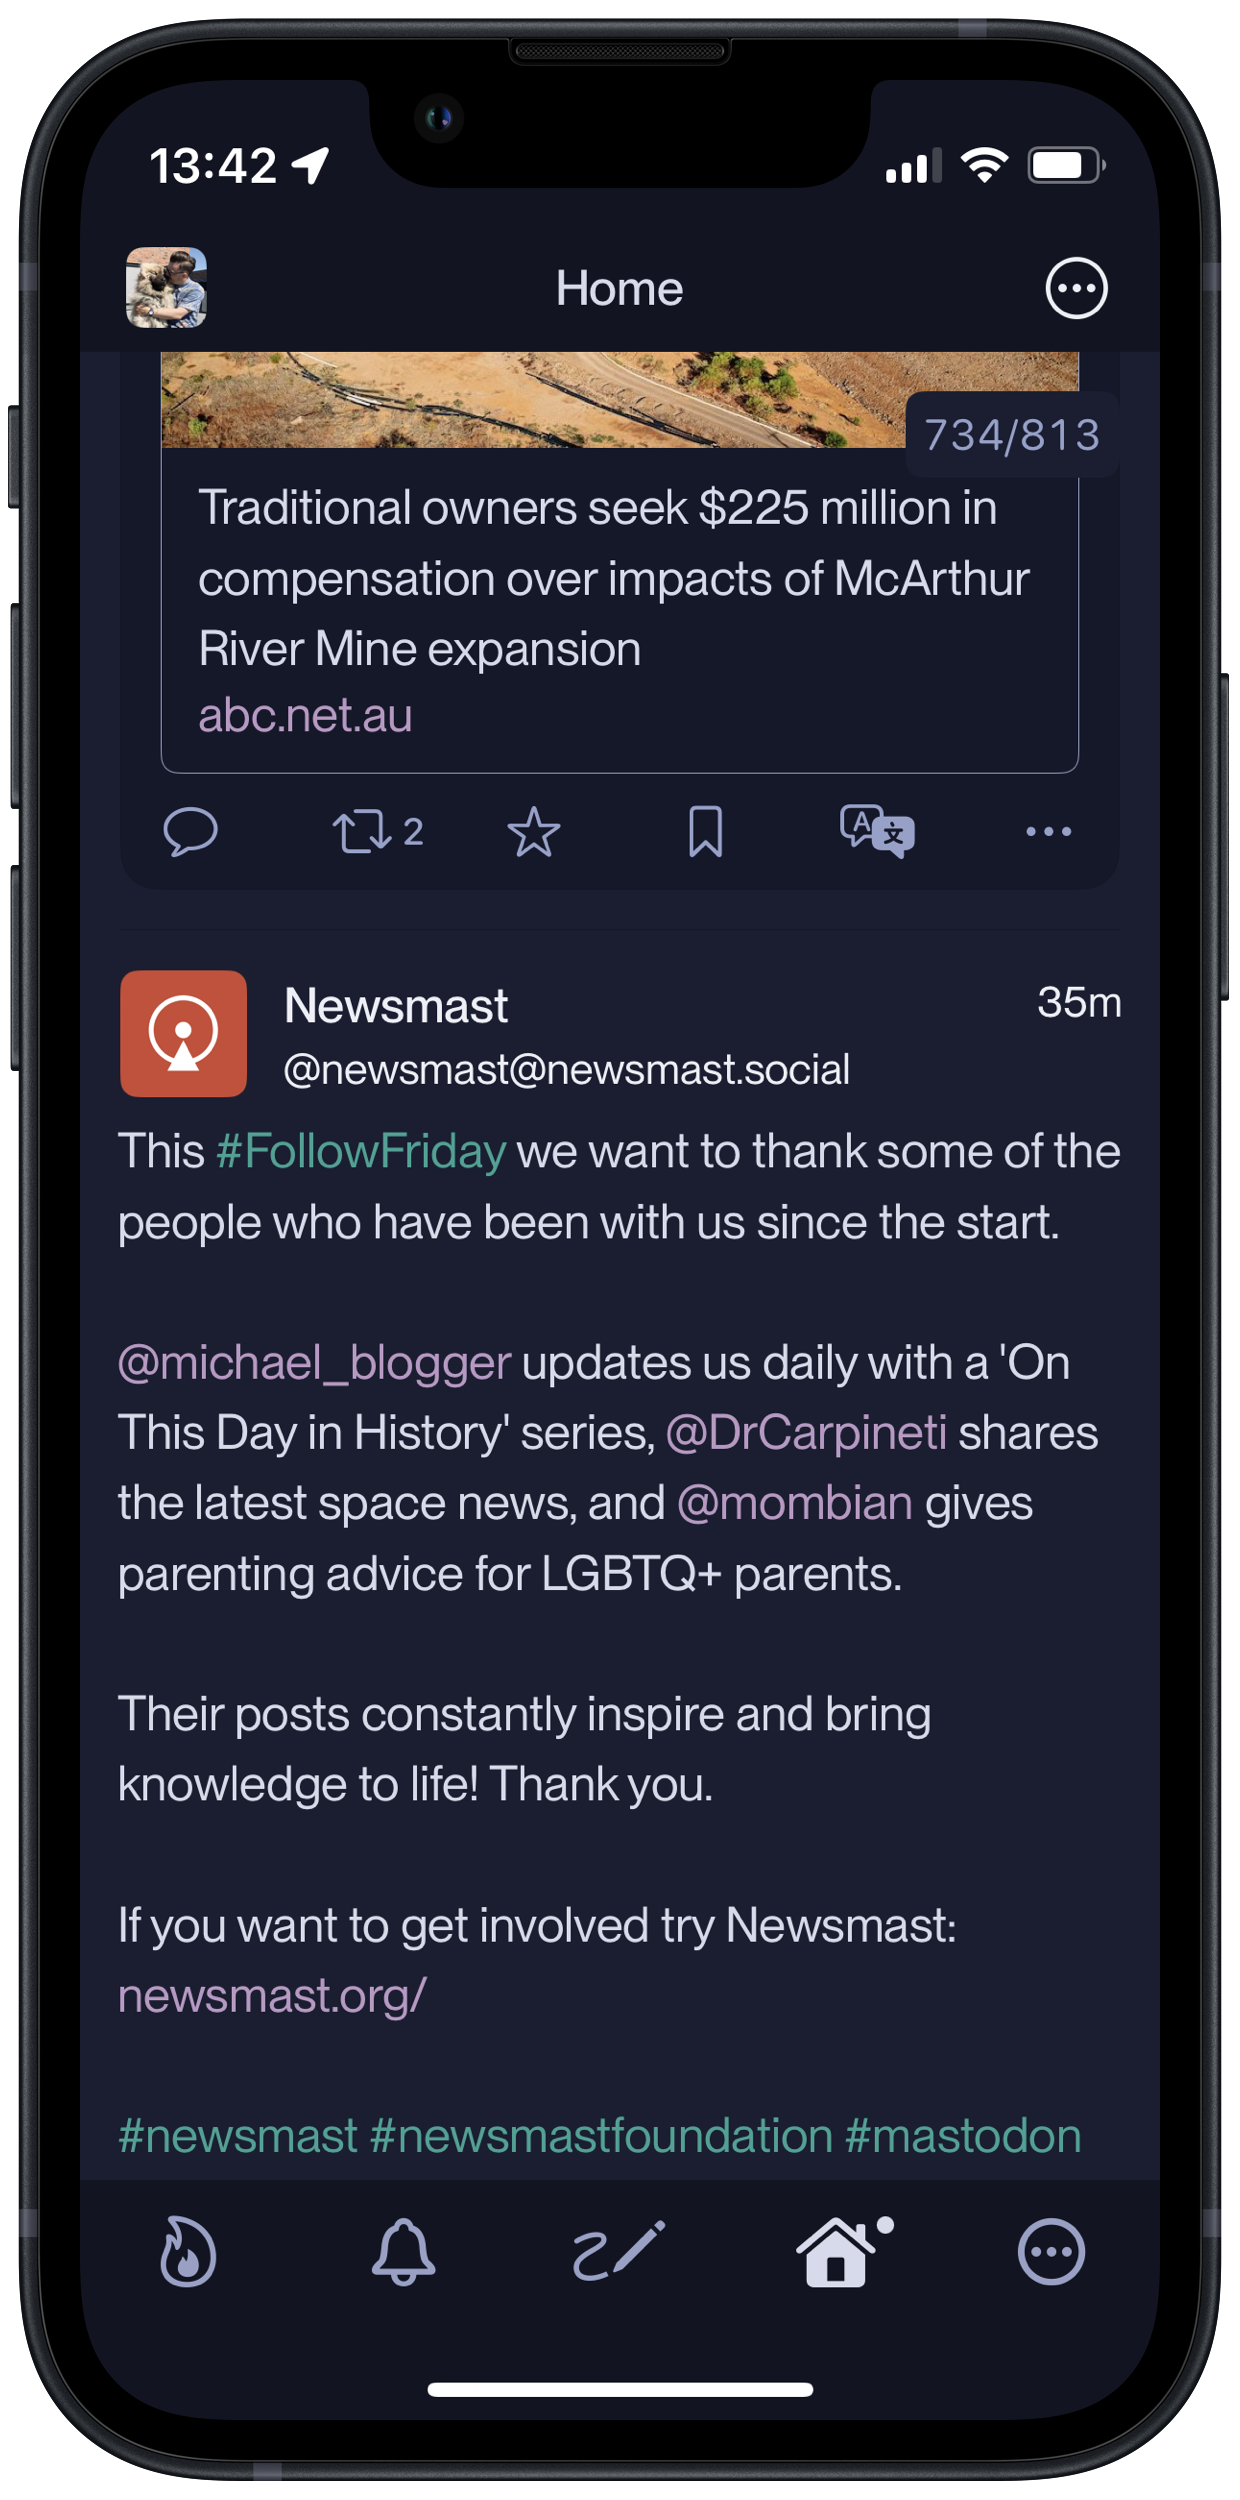 13:42
Home
734/813
Traditional owners seek $225 million in
compensation over impacts of McArthur
River Mine expansion
abc.net.au
2
A 文
Newsmast
35m
@newsmast@newsmast.social
This #FollowFriday we want to thank some of the
people who have been with us since the start.
@michael_blogger updates us daily with a 'On
This Day in History' series, @DrCarpineti shares
the latest space news, and @mombian gives
parenting advice for LGBTQ+ parents.
Their posts constantly inspire and bring
knowledge to life! Thank you.
If you want to get involved try Newsmast:
newsmast.org/
#newsmast #newsmastfoundation #mastodon